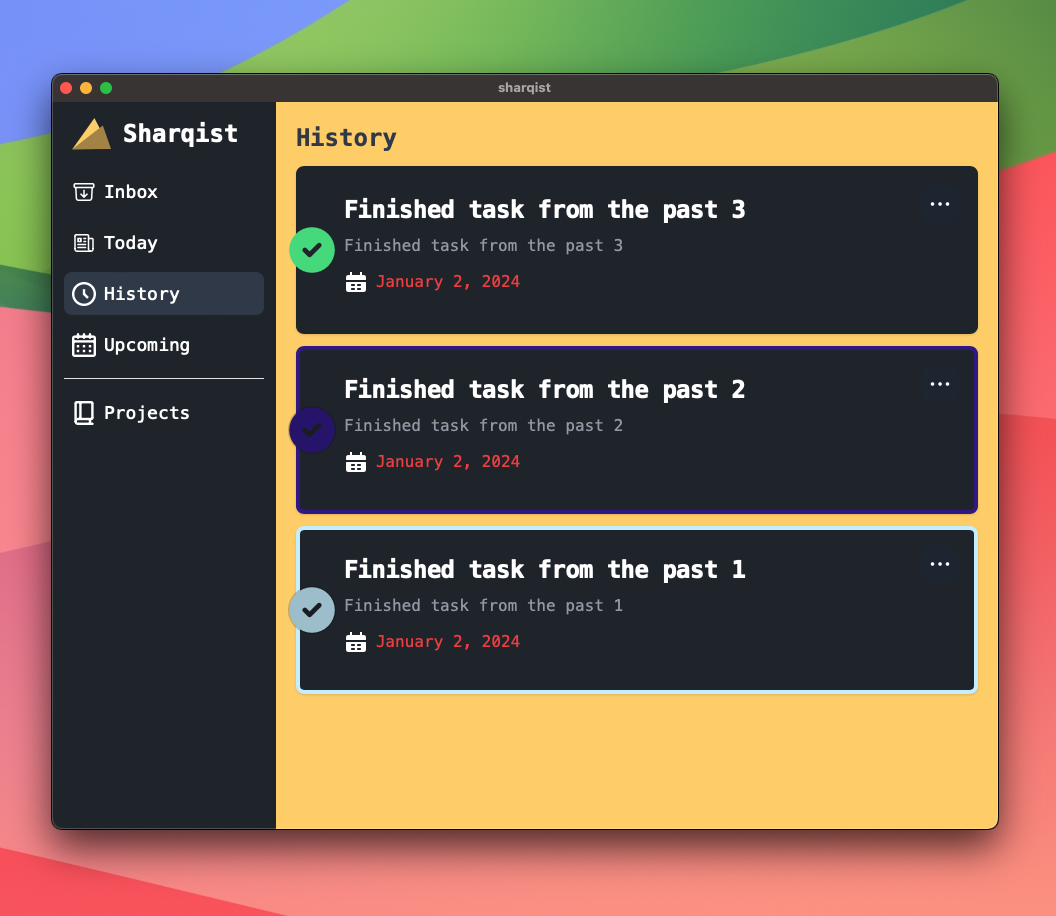 sharqist
Sharqist
Inbox
Today
History
Upcoming
Projects
History
Finished task from the past 3
Finished task from the past 3
January 2, 2024
Finished task from the past 2
Finished task from the past 2
January 2, 2024
Finished task from the past 1
Finished task from the past 1
January 2, 2024